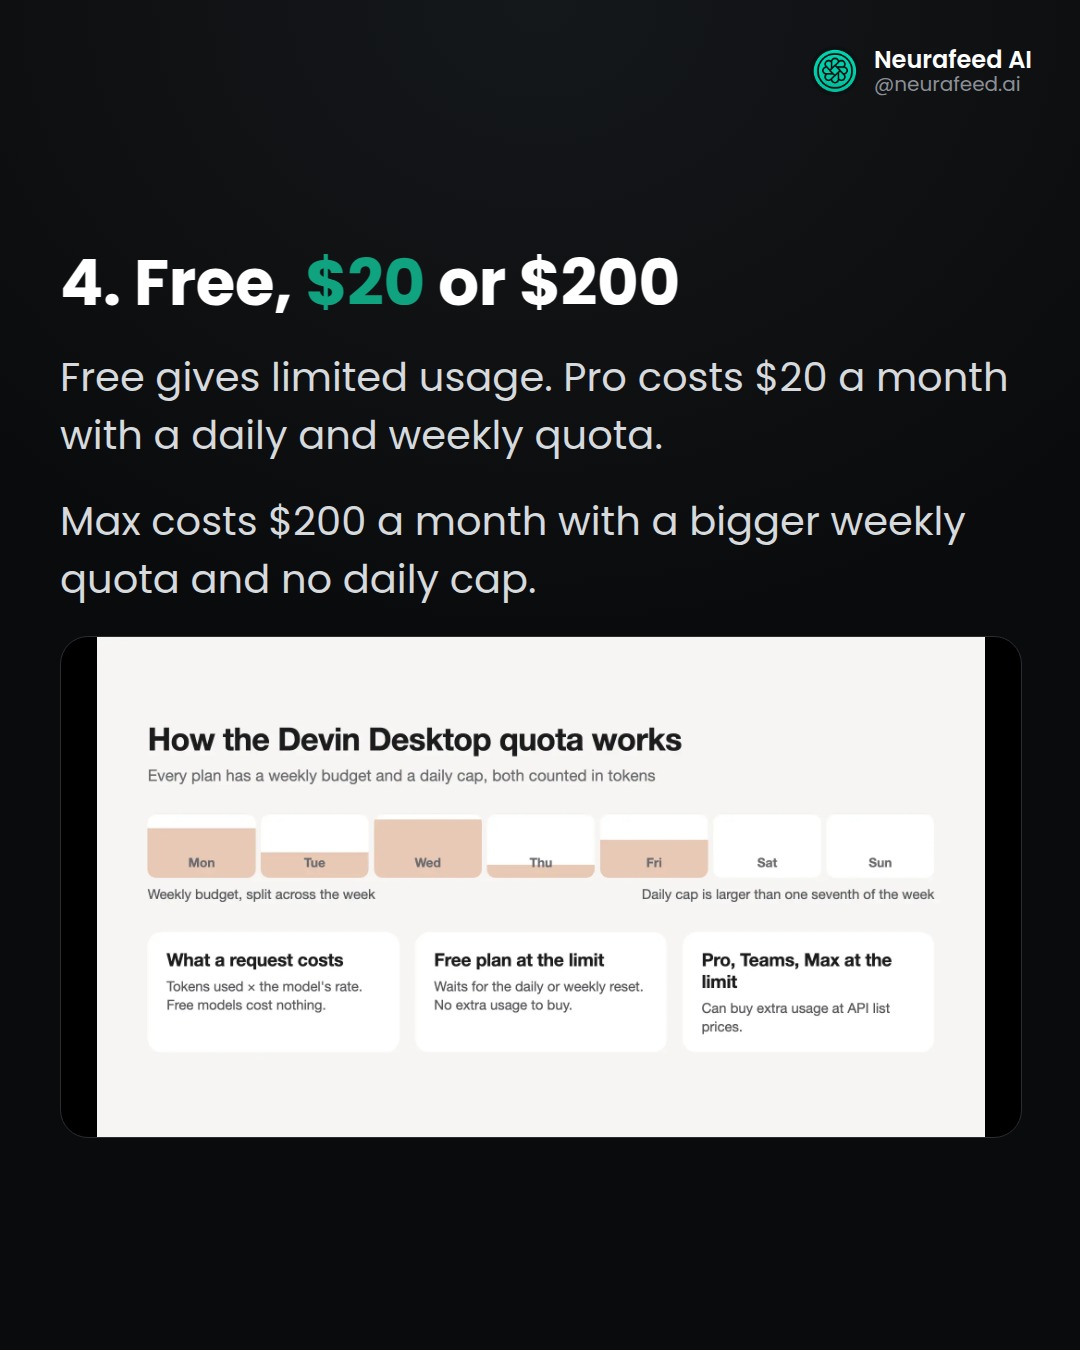 Neurafeed AI
@neurafeed.ai
4. Free, $20 or $200
Free gives limited usage. Pro costs $20 a month
with a daily and weekly quota.
Max costs $200 a month with a bigger weekly
quota and no daily cap.
How the Devin Desktop quota works
Every plan has a weekly budget and a daily cap, both counted in tokens
Mon Tue Wed Thu Fri Sat Sun
Weekly budget, split across the week
Daily cap is larger than one seventh of the week
What a request costs
Tokens used × the model's rate.
Free models cost nothing.
Free plan at the limit
Waits for the daily or weekly reset.
No extra usage to buy.
Pro, Teams, Max at the
limit
Can buy extra usage at API list
prices.